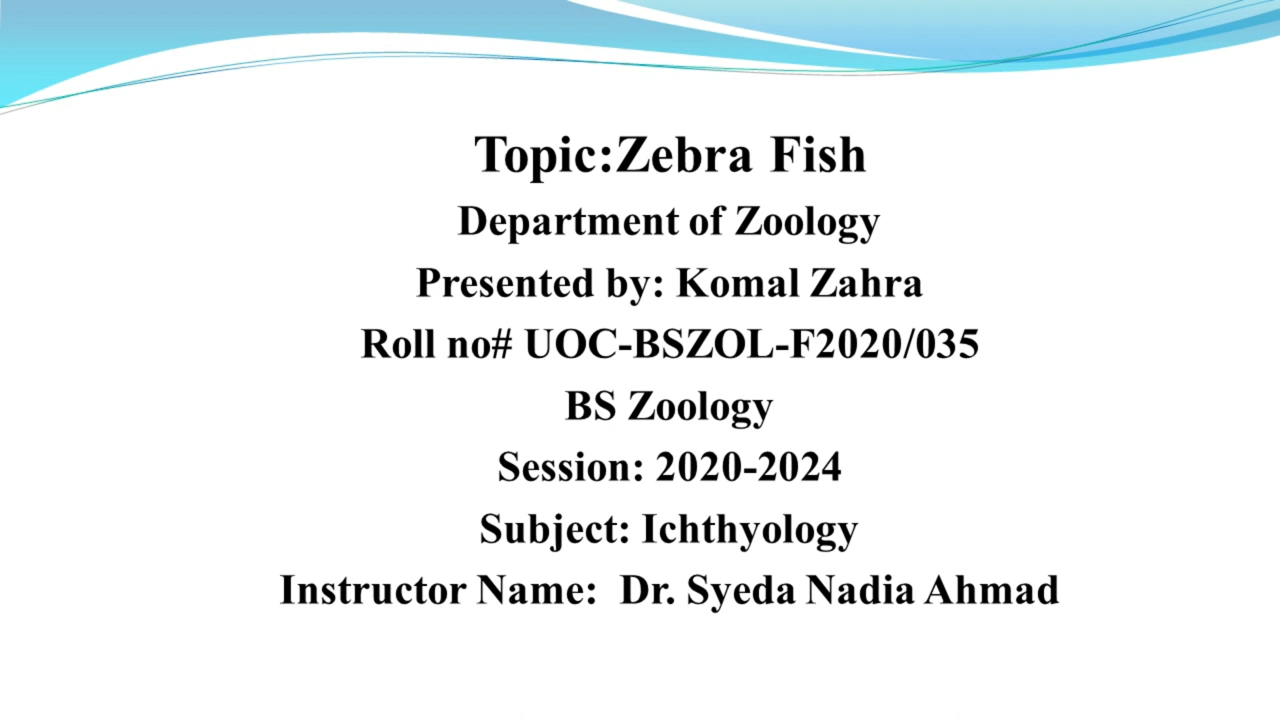 Topic:Zebra Fish
Department of Zoology
Presented by: Komal Zahra
Roll no# UOC-BSZOL-F2020/035
BS Zoology
Session: 2020-2024
Subject: Ichthyology
Instructor Name:  Dr. Syeda Nadia Ahmad